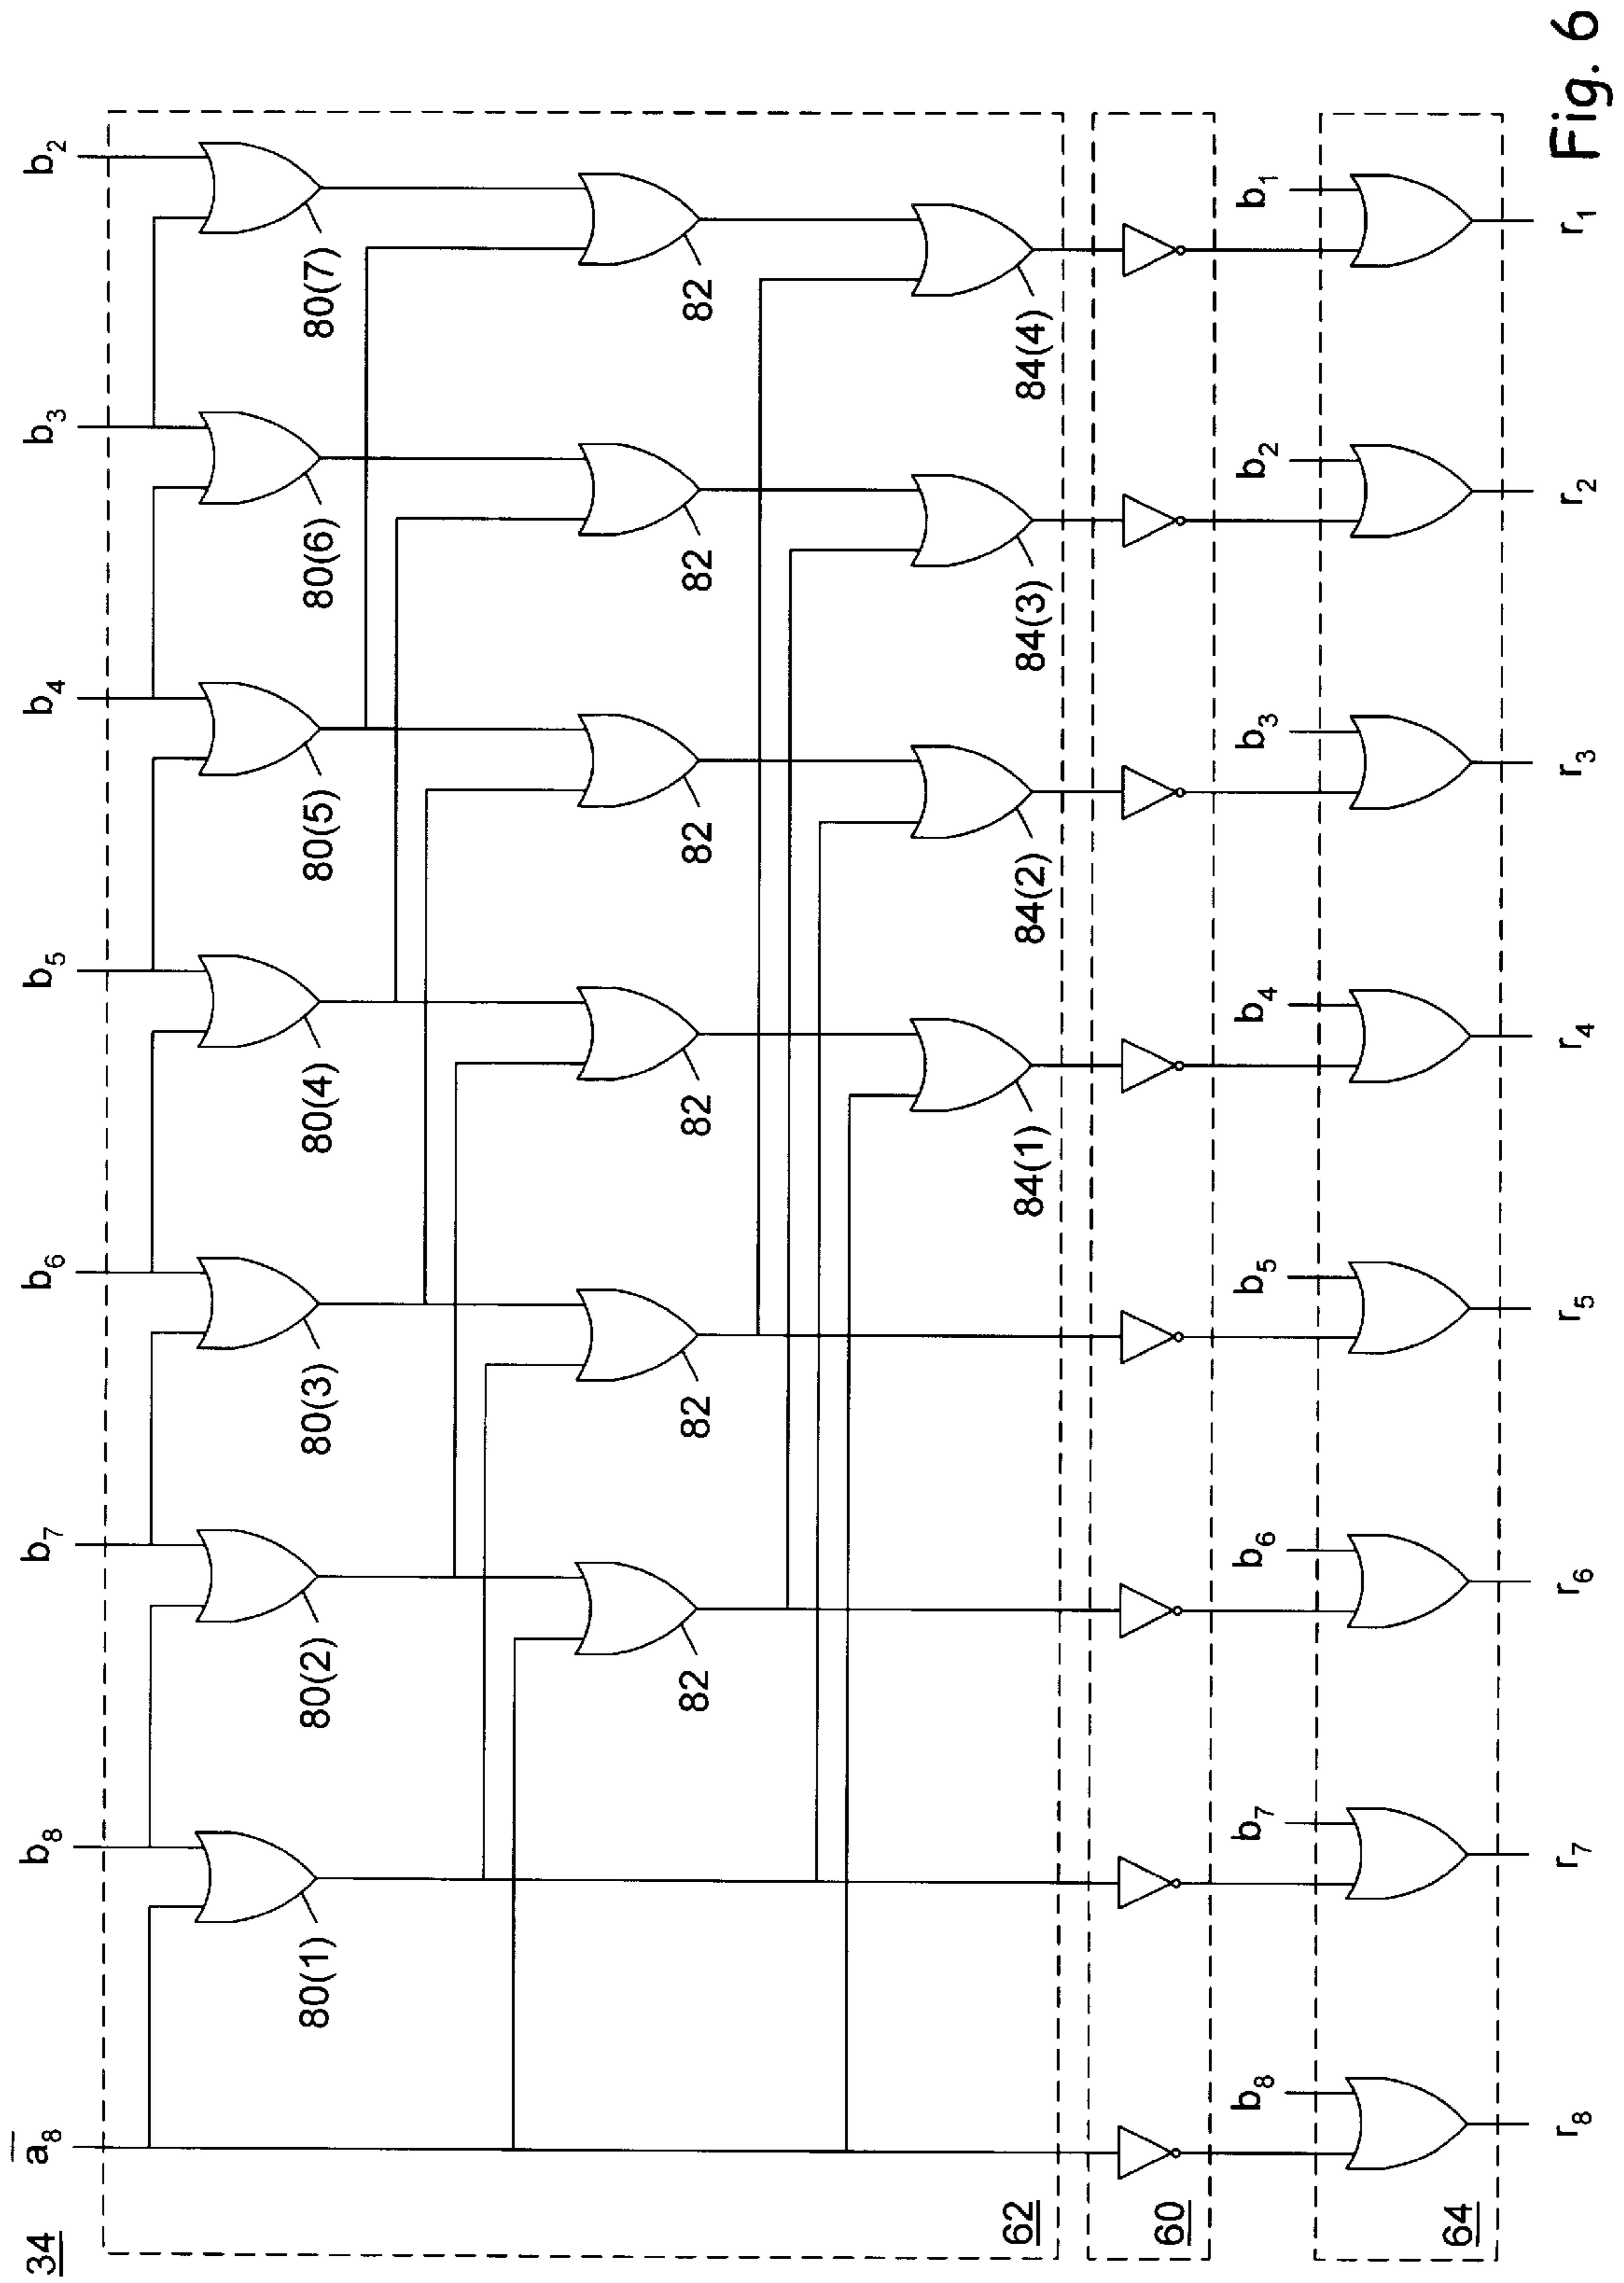 34
a̅₈ b₈ b₇ b₆ b₅ b₄ b₃ b₂
80(1) 80(2) 80(3) 80(4) 80(5) 80(6) 80(7)
82 82 82 82 82 82
84(1) 84(2) 84(3) 84(4)
62
60
b₈ b₇ b₆ b₅ b₄ b₃ b₂ b₁
64
r₈ r₇ r₆ r₅ r₄ r₃ r₂ r₁
Fig. 6